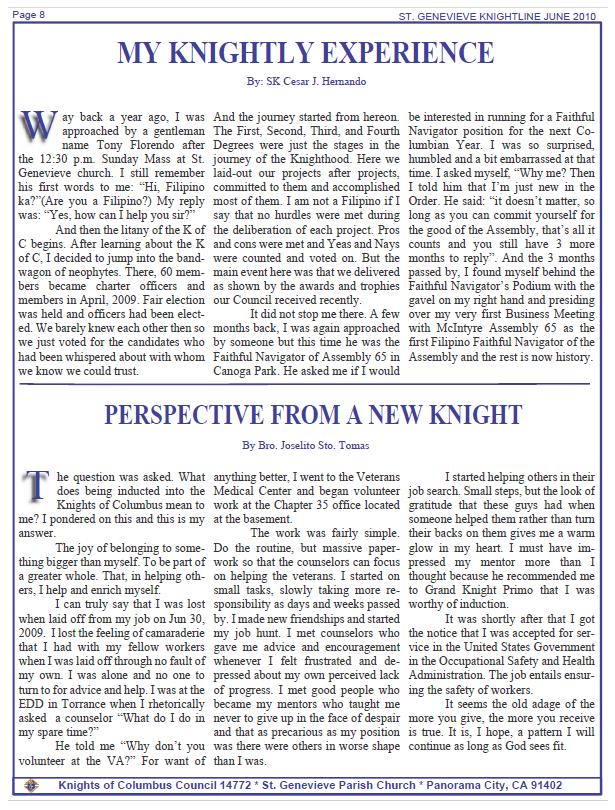 Page 8
ST. GENEVIEVE KNIGHTLINE JUNE 2010
MY KNIGHTLY EXPERIENCE
By: SK Cesar J. Hernando
Way back a year ago, I was
approached by a gentleman
name Tony Florendo after
the 12:30 p.m. Sunday Mass at St.
Genevieve church. I still remember
his first words to me: “Hi, Filipino
ka?”(Are you a Filipino?) My reply
was: “Yes, how can I help you sir?”
And then the litany of the K of
C begins. After learning about the K
of C, I decided to jump into the band-
wagon of neophytes. There, 60 mem-
bers became charter officers and
members in April, 2009. Fair election
was held and officers had been elect-
ed. We barely knew each other then so
we just voted for the candidates who
had been whispered about with whom
we know we could trust.
And the journey started from hereon.
The First, Second, Third, and Fourth
Degrees were just the stages in the
journey of the Knighthood. Here we
laid-out our projects after projects,
committed to them and accomplished
most of them. I am not a Filipino if I
say that no hurdles were met during
the deliberation of each project. Pros
and cons were met and Yeas and Nays
were counted and voted on. But the
main event here was that we delivered
as shown by the awards and trophies
our Council received recently.
It did not stop me there. A few
months back, I was again approached
by someone but this time he was the
Faithful Navigator of Assembly 65 in
Canoga Park. He asked me if I would
be interested in running for a Faithful
Navigator position for the next Co-
lumbian Year. I was so surprised,
humbled and a bit embarrassed at that
time. I asked myself, “Why me? Then
I told him that I’m just new in the
Order. He said: “it doesn’t matter, so
long as you can commit yourself for
the good of the Assembly, that’s all it
counts and you still have 3 more
months to reply”. And the 3 months
passed by, I found myself behind the
Faithful Navigator’s Podium with the
gavel on my right hand and presiding
over my very first Business Meeting
with McIntyre Assembly 65 as the
first Filipino Faithful Navigator of the
Assembly and the rest is now history.
PERSPECTIVE FROM A NEW KNIGHT
By Bro. Joselito Sto. Tomas
The question was asked. What
does being inducted into the
Knights of Columbus mean to
me? I pondered on this and this is my
answer.
The joy of belonging to some-
thing bigger than myself. To be part of
a greater whole. That, in helping oth-
ers, I help and enrich myself.
I can truly say that I was lost
when laid off from my job on Jun 30,
2009. I lost the feeling of camaraderie
that I had with my fellow workers
when I was laid off through no fault of
my own. I was alone and no one to
turn to for advice and help. I was at the
EDD in Torrance when I rhetorically
asked a counselor “What do I do in
my spare time?”
He told me “Why don’t you
volunteer at the VA?” For want of
anything better, I went to the Veterans
Medical Center and began volunteer
work at the Chapter 35 office located
at the basement.
The work was fairly simple.
Do the routine, but massive paper-
work so that the counselors can focus
on helping the veterans. I started on
small tasks, slowly taking more re-
sponsibility as days and weeks passed
by. I made new friendships and started
my job hunt. I met counselors who
gave me advice and encouragement
whenever I felt frustrated and de-
pressed about my own perceived lack
of progress. I met good people who
became my mentors who taught me
never to give up in the face of despair
and that as precarious as my position
was there were others in worse shape
than I was.
I started helping others in their
job search. Small steps, but the look of
gratitude that these guys had when
someone helped them rather than turn
their backs on them gives me a warm
glow in my heart. I must have im-
pressed my mentor more than I
thought because he recommended me
to Grand Knight Primo that I was
worthy of induction.
It was shortly after that I got
the notice that I was accepted for ser-
vice in the United States Government
in the Occupational Safety and Health
Administration. The job entails ensur-
ing the safety of workers.
It seems the old adage of the
more you give, the more you receive
is true. It is, I hope, a pattern I will
continue as long as God sees fit.
Knights of Columbus Council 14772 * St. Genevieve Parish Church * Panorama City, CA 91402